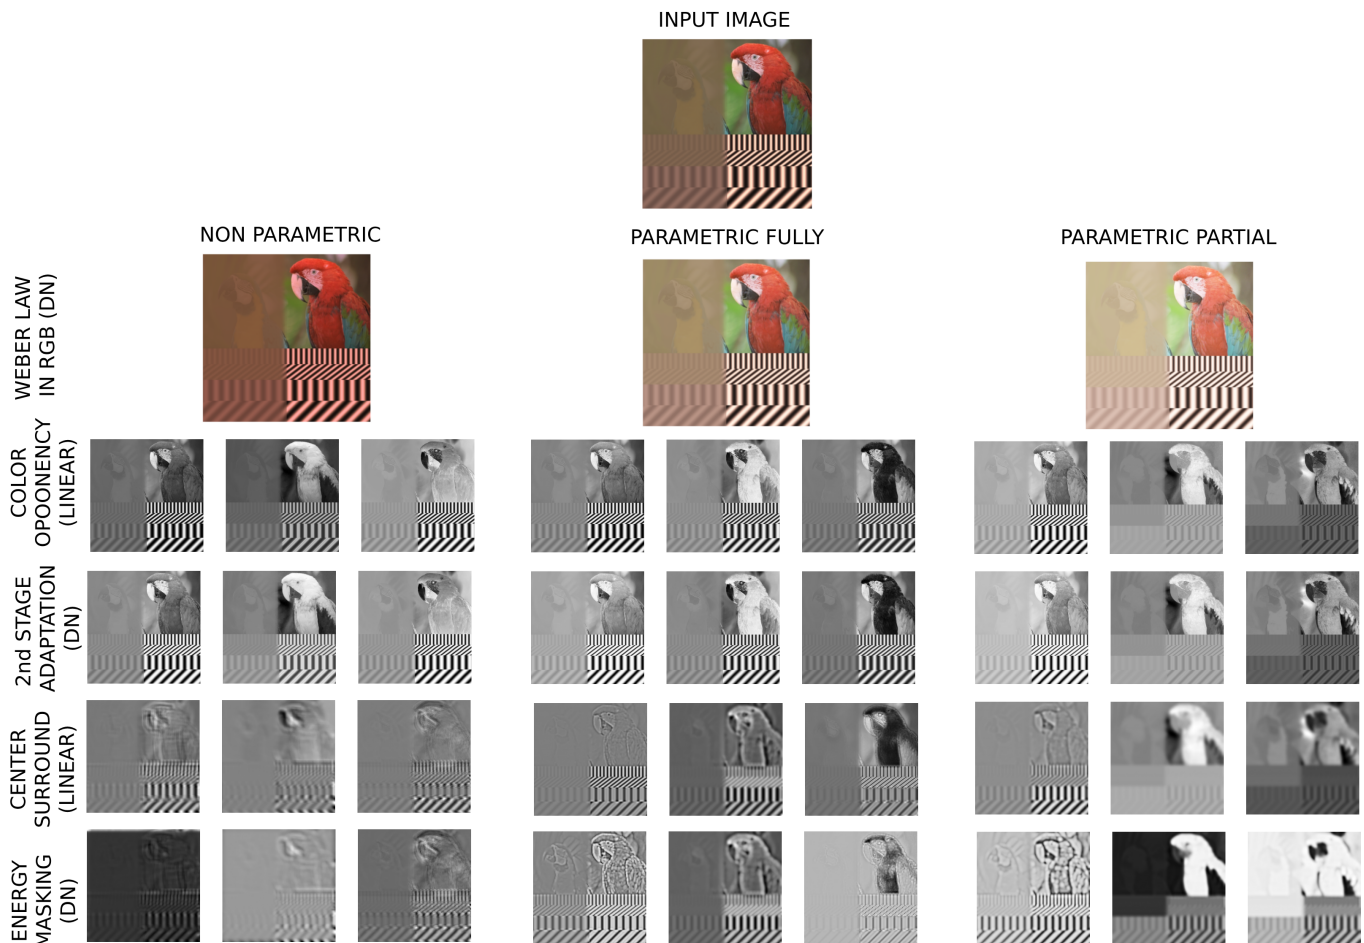 INPUT IMAGE
NON PARAMETRIC
PARAMETRIC FULLY
PARAMETRIC PARTIAL
WEBER LAW
IN RGB (DN)
COLOR
OPOONENCY
(LINEAR)
2nd STAGE
ADAPTATION
(DN)
CENTER
SURROUND
(LINEAR)
ENERGY
MASKING
(DN)